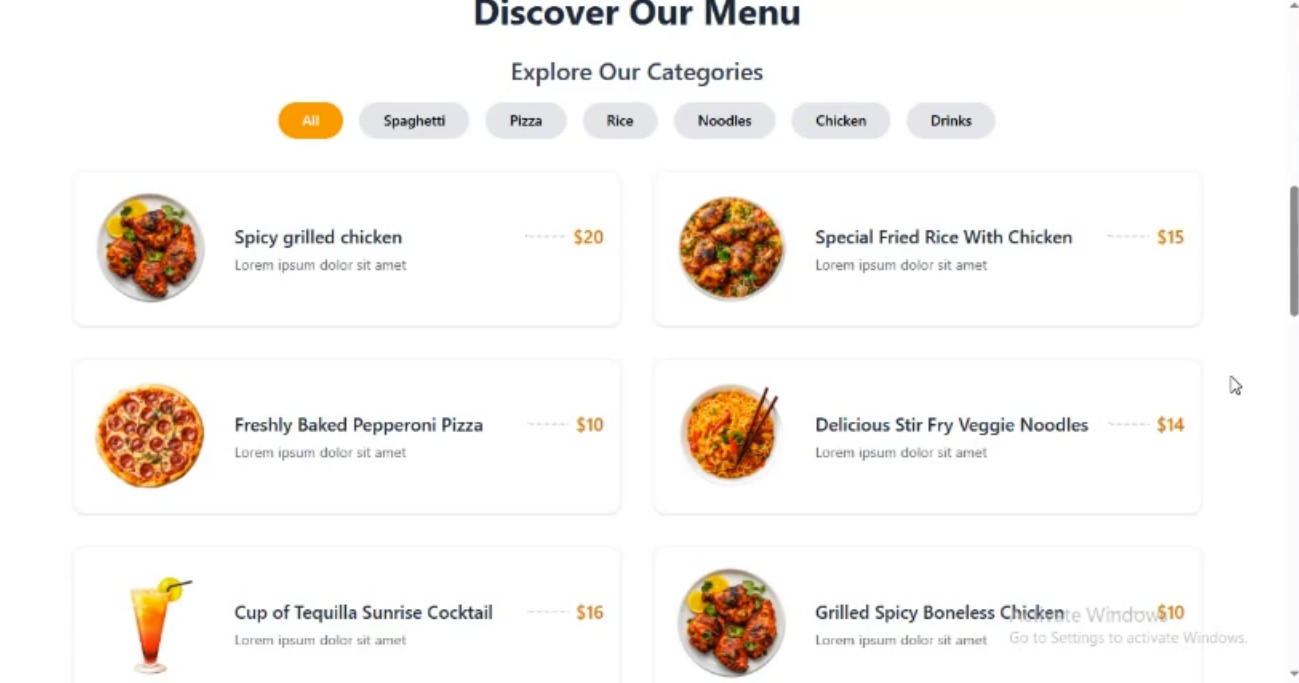 Discover Our Menu
Explore Our Categories
All
Spaghetti
Pizza
Rice
Noodles
Chicken
Drinks
Spicy grilled chicken
$20
Lorem ipsum dolor sit amet
Special Fried Rice With Chicken
$15
Lorem ipsum dolor sit amet
Freshly Baked Pepperoni Pizza
$10
Lorem ipsum dolor sit amet
Delicious Stir Fry Veggie Noodles
$14
Lorem ipsum dolor sit amet
Cup of Tequilla Sunrise Cocktail
$16
Lorem ipsum dolor sit amet
Grilled Spicy Boneless Chicken
$10
Lorem ipsum dolor sit amet
Activate Windows
Go to Settings to activate Windows.